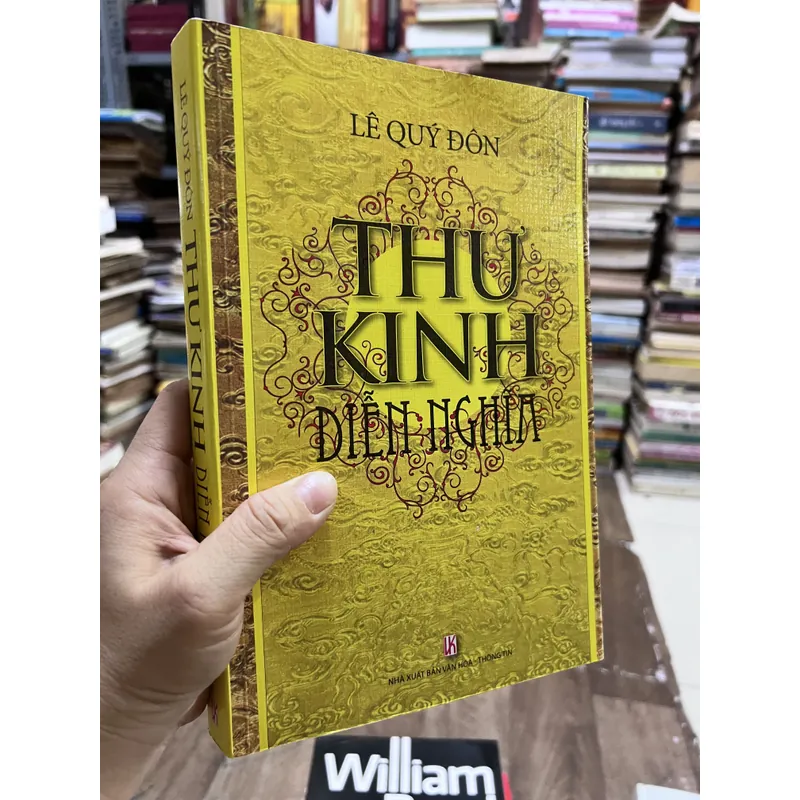 LÊ QUÝ ĐÔN
THƯ
KINH
DIỄN NGHĨA
NHÀ XUẤT BẢN VĂN HÓA - THÔNG TIN
LÊ QUÝ ĐÔN THƯ KINH DIỄN
William